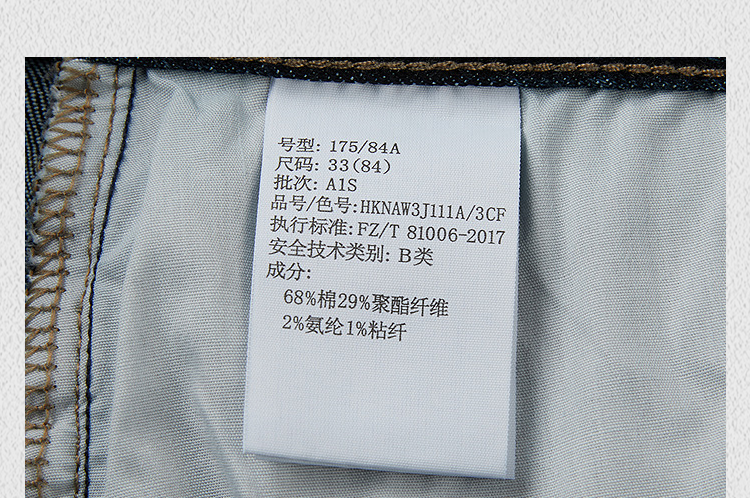 号型: 175/84A
尺码: 33(84)
批次: A1S
品号/色号:HKNAW3J111A/3CF
执行标准:FZ/T 81006-2017
安全技术类别: B类
成分:
68%棉29%聚酯纤维
2%氨纶1%粘纤